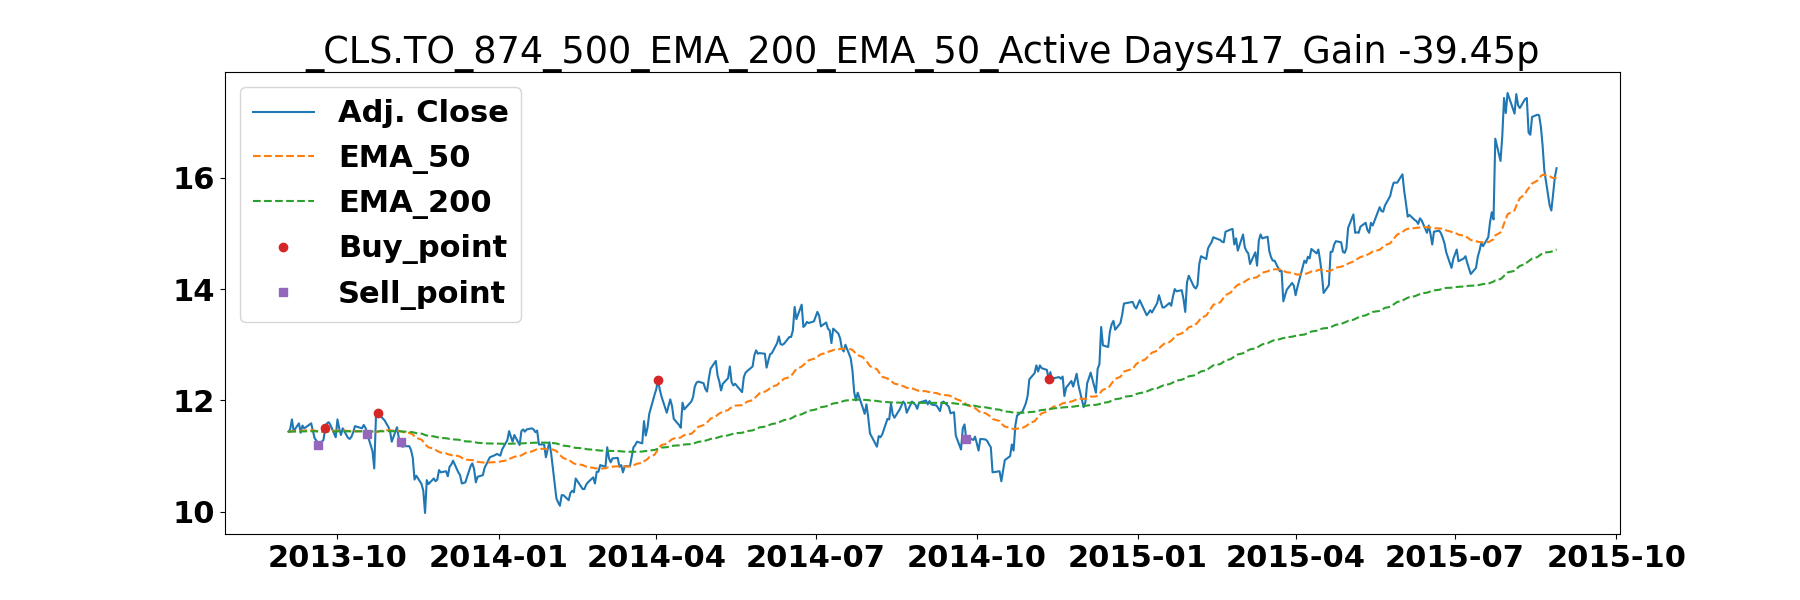 _CLS.TO_874_500_EMA_200_EMA_50_Active Days417_Gain -39.45p
Adj. Close
EMA_50
EMA_200
Buy_point
Sell_point
16
14
12
10
2013-10 2014-01 2014-04 2014-07 2014-10 2015-01 2015-04 2015-07 2015-10